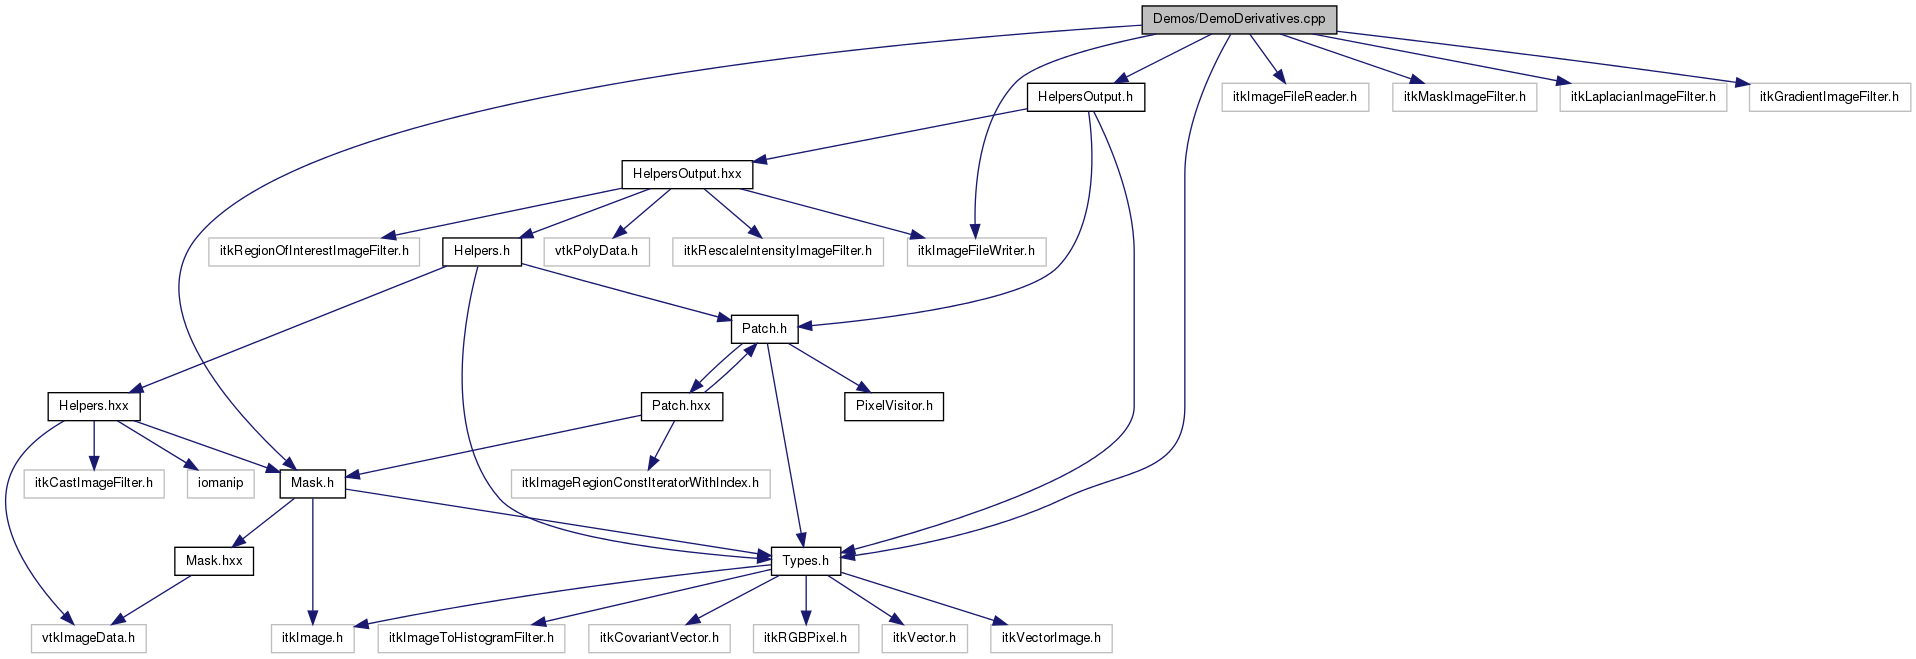 Demos/DemoDerivatives.cpp
HelpersOutput.h
itkImageFileReader.h
itkMaskImageFilter.h
itkLaplacianImageFilter.h
itkGradientImageFilter.h
HelpersOutput.hxx
itkRegionOfInterestImageFilter.h
Helpers.h
vtkPolyData.h
itkRescaleIntensityImageFilter.h
itkImageFileWriter.h
Patch.h
Helpers.hxx
Patch.hxx
PixelVisitor.h
itkCastImageFilter.h
iomanip
Mask.h
itkImageRegionConstIteratorWithIndex.h
Mask.hxx
Types.h
vtkImageData.h
itkImage.h
itkImageToHistogramFilter.h
itkCovariantVector.h
itkRGBPixel.h
itkVector.h
itkVectorImage.h